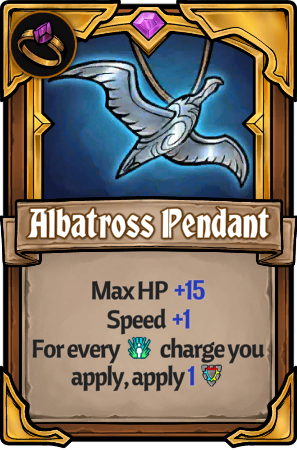 Albatross Pendant
Max HP +15
Speed +1
For every charge you
apply, apply 1